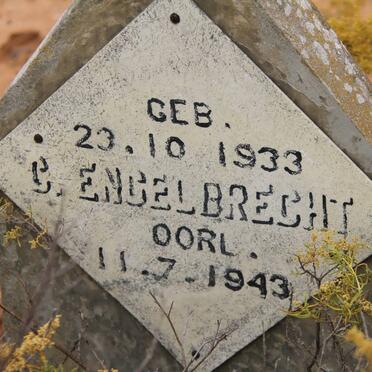 GEB.
23.10 1933
C. ENGELBRECHT
OORL.
11.7.1943